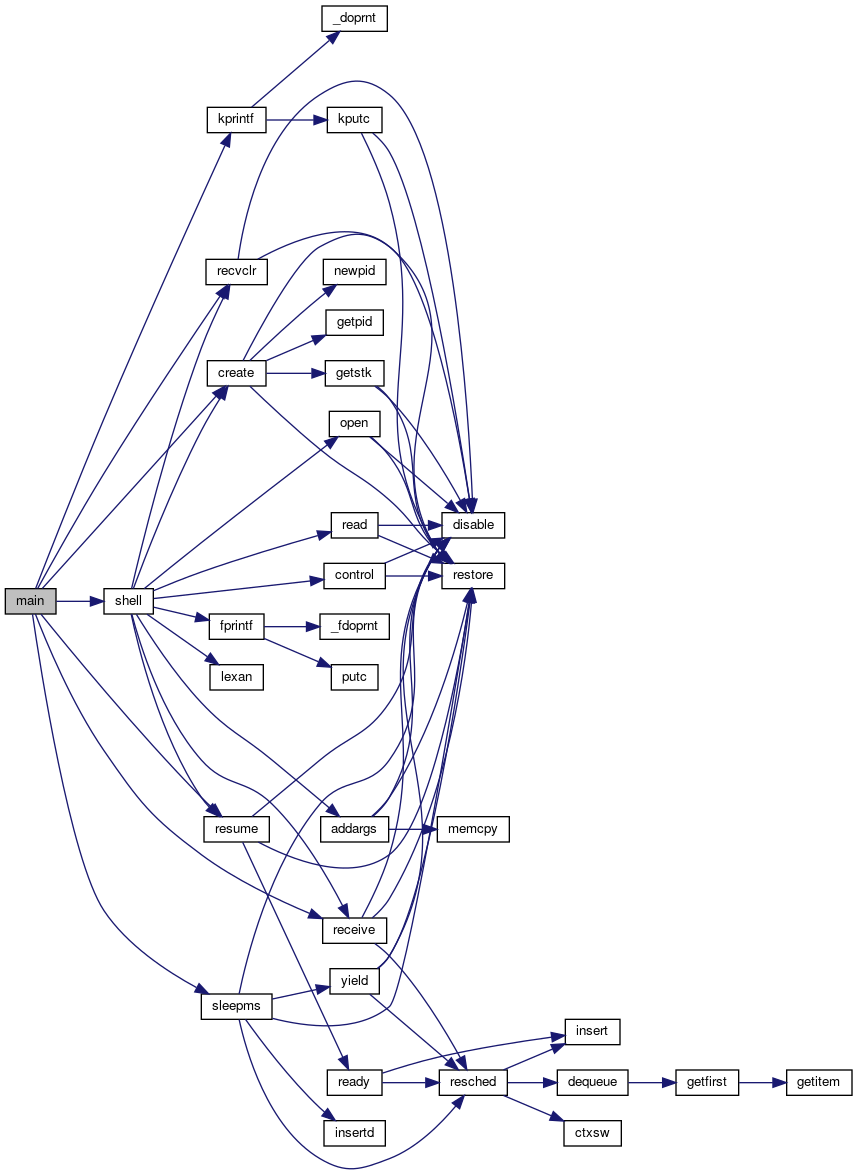 _doprnt
kprintf
kputc
recvclr
newpid
getpid
create
getstk
open
read
disable
control
restore
main
shell
fprintf
_fdoprnt
lexan
putc
resume
addargs
memcpy
receive
yield
sleepms
insert
ready
resched
dequeue
getfirst
getitem
insertd
ctxsw